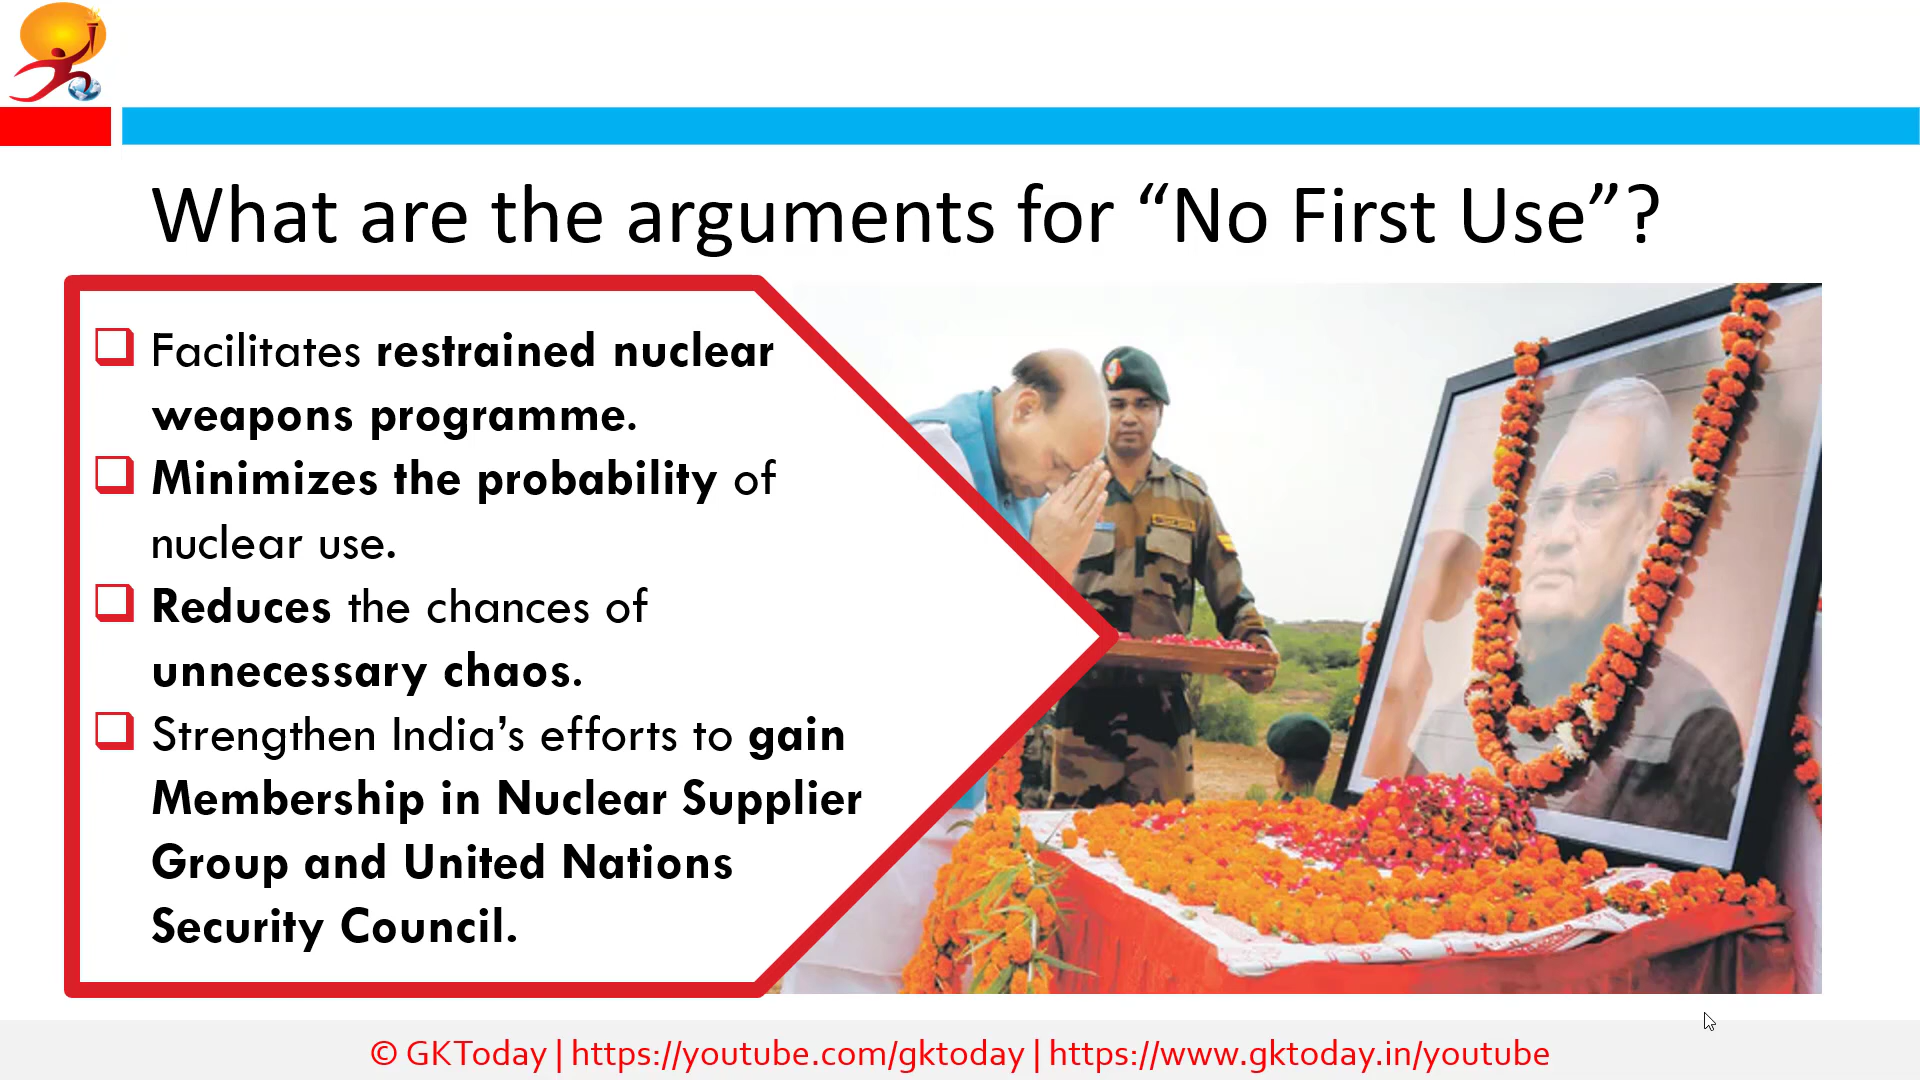 What are the arguments for “No First Use”?
Facilitates restrained nuclear
weapons programme.
Minimizes the probability of
nuclear use.
Reduces the chances of
unnecessary chaos.
Strengthen India’s efforts to gain
Membership in Nuclear Supplier
Group and United Nations
Security Council.
© GKToday | https://youtube.com/gktoday | https://www.gktoday.in/youtube